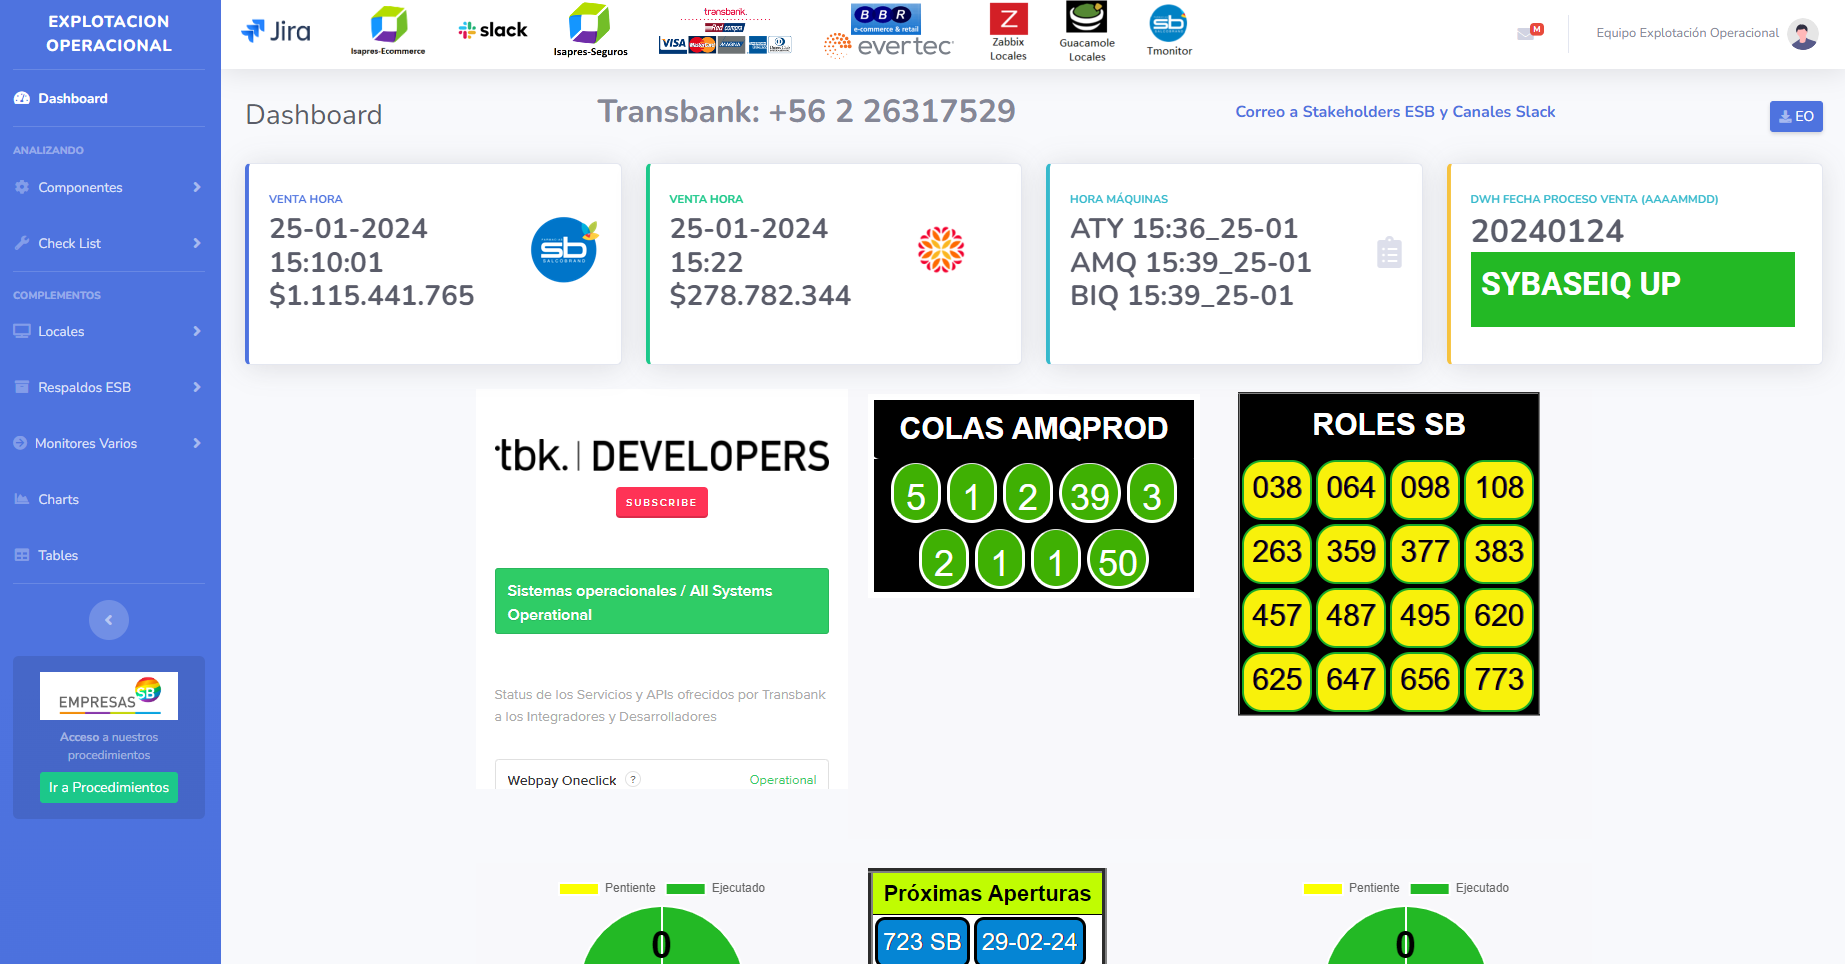 EXPLOTACION
OPERACIONAL
Dashboard
ANALIZANDO
Componentes
Check List
COMPLEMENTOS
Locales
Respaldos ESB
Monitores Varios
Charts
Tables
EMPRESAS SB
Acceso a nuestros
procedimientos
Ir a Procedimientos
Jira
Isapres-Ecommerce
slack
Isapres-Seguros
transbank.
Red compra
VISA MasterCard MAGNA
BBR
e-commerce & retail
evertec
Z
Zabbix
Locales
Guacamole
Locales
sb
Tmonitor
M
Equipo Explotación Operacional
Dashboard
Transbank: +56 2 26317529
Correo a Stakeholders ESB y Canales Slack
EO
VENTA HORA
25-01-2024
15:10:01
$1.115.441.765
sb
SALCOBRAND
VENTA HORA
25-01-2024
15:22
$278.782.344
HORA MÁQUINAS
ATY 15:36_25-01
AMQ 15:39_25-01
BIQ 15:39_25-01
DWH FECHA PROCESO VENTA (AAAAMMDD)
20240124
SYBASEIQ UP
tbk. | DEVELOPERS
SUBSCRIBE
Sistemas operacionales / All Systems
Operational
Status de los Servicios y APIs ofrecidos por Transbank
a los Integradores y Desarrolladores
Webpay Oneclick ? Operational
COLAS AMQPROD
5 1 2 39 3
2 1 1 50
ROLES SB
038 064 098 108
263 359 377 383
457 487 495 620
625 647 656 773
Pentiente Ejecutado
0
Próximas Aperturas
723 SB 29-02-24
Pentiente Ejecutado
0